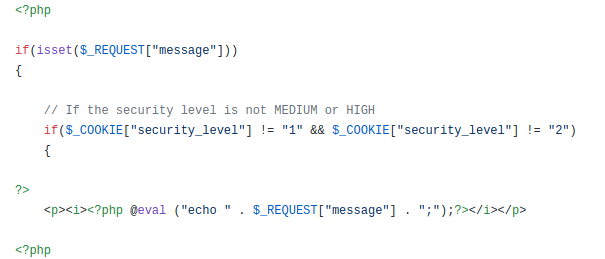 <?php
if(isset($_REQUEST["message"]))
{
// If the security level is not MEDIUM or HIGH
if($_COOKIE["security_level"] != "1" && $_COOKIE["security_level"] != "2")
{
?>
<p><i><?php @eval ("echo " . $_REQUEST["message"] . ";");?></i></p>
<?php